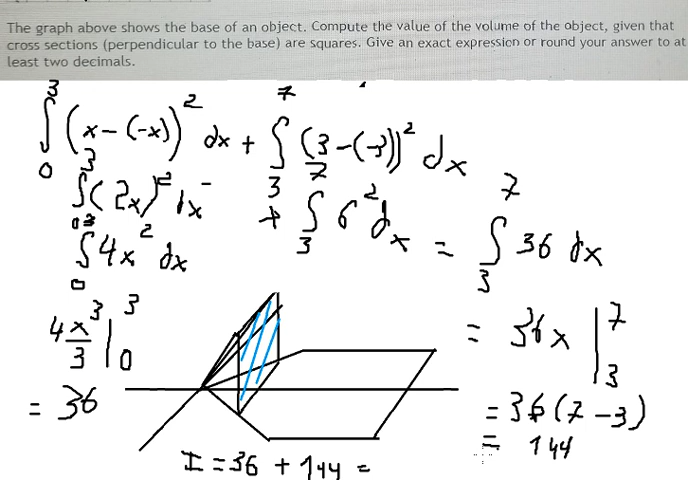 The graph above shows the base of an object. Compute the value of the volume of the object, given that
cross sections (perpendicular to the base) are squares. Give an exact expression or round your answer to at
least two decimals.
∫₀³ (x-(-x))² dx + ∫₃⁷ (3-(-3))² dx
∫₀³ (2x)² dx + ∫₃⁷ 6² dx = ∫₃⁷ 36 dx
∫₀³ 4x² dx
4x³/3 |₀³ = 36x |₃⁷
= 36 = 36(7-3)
= 144
I = 36 + 144 =